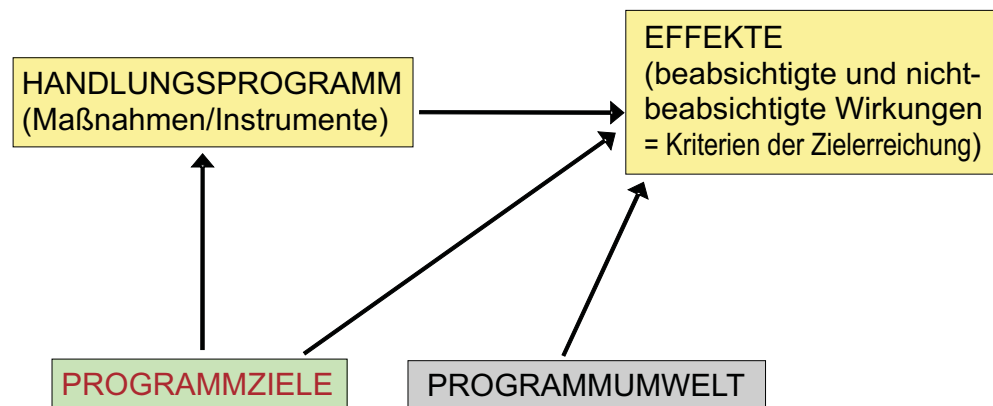 HANDLUNGSPROGRAMM
(Maßnahmen/Instrumente)
EFFEKTE
(beabsichtigte und nicht-
beabsichtigte Wirkungen
= Kriterien der Zielerreichung)
PROGRAMMZIELE
PROGRAMMUMWELT